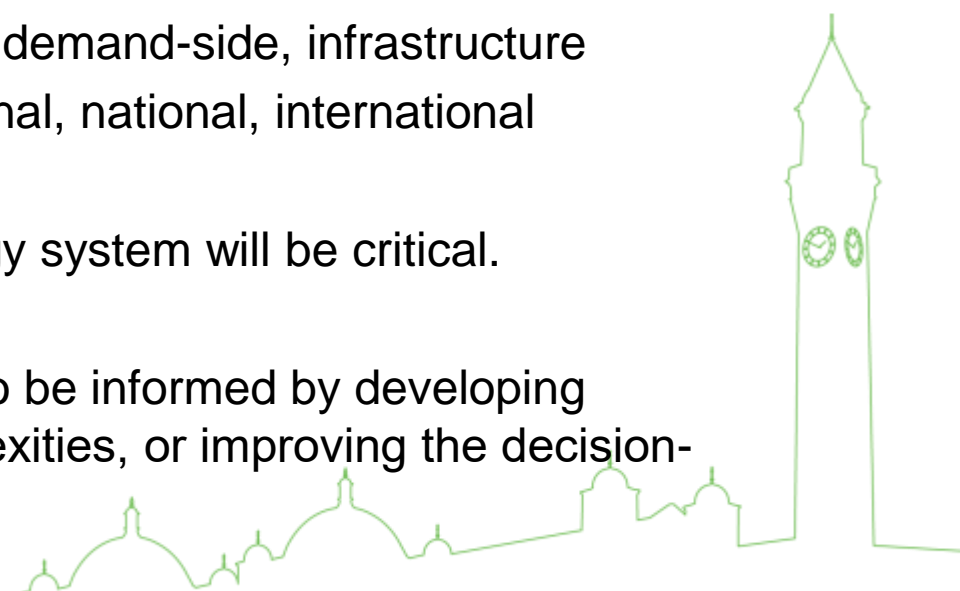 demand-side, infrastructure
nal, national, international
y system will be critical.
o be informed by developing
exities, or improving the decision-